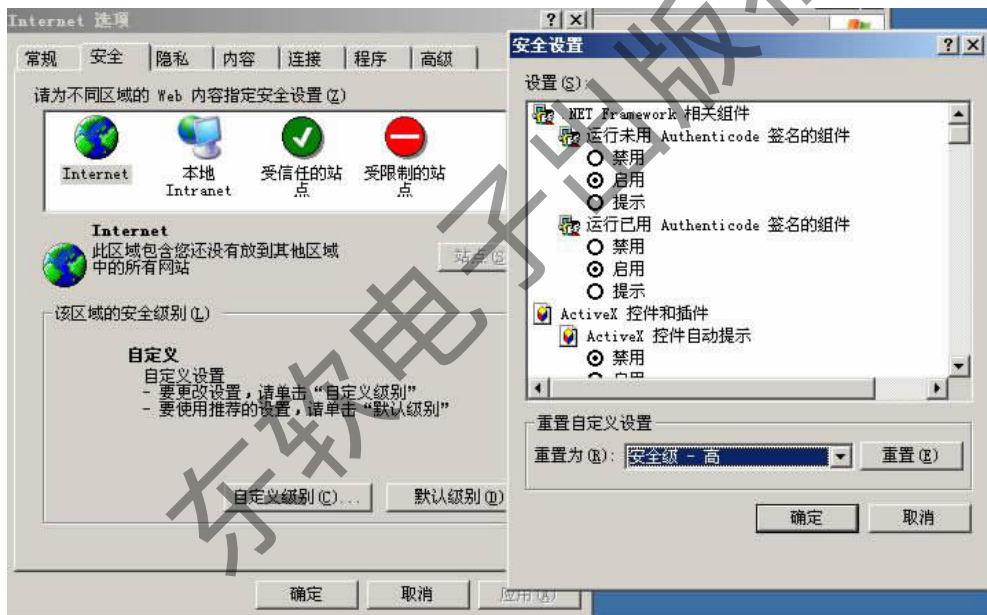 Internet 选项
常规
安全
隐私
内容
连接
程序
高级
请为不同区域的 Web 内容指定安全设置(Z)
Internet
本地
Intranet
受信任的站
点
受限制的站
点
Internet
此区域包含您还没有放到其他区域
中的所有网站
站点(S
该区域的安全级别(L)
自定义
自定义设置
- 要更改设置，请单击“自定义级别”
- 要使用推荐的设置，请单击“默认级别”
自定义级别(C)...
默认级别(D)
确定
取消
应用(A)
安全设置
设置(S):
.NET Framework 相关组件
运行未用 Authenticode 签名的组件
禁用
启用
提示
运行已用 Authenticode 签名的组件
禁用
启用
提示
ActiveX 控件和插件
ActiveX 控件自动提示
禁用
重置自定义设置
重置为(R):
安全级 - 高
重置(E)
确定
取消
东软电子出版社